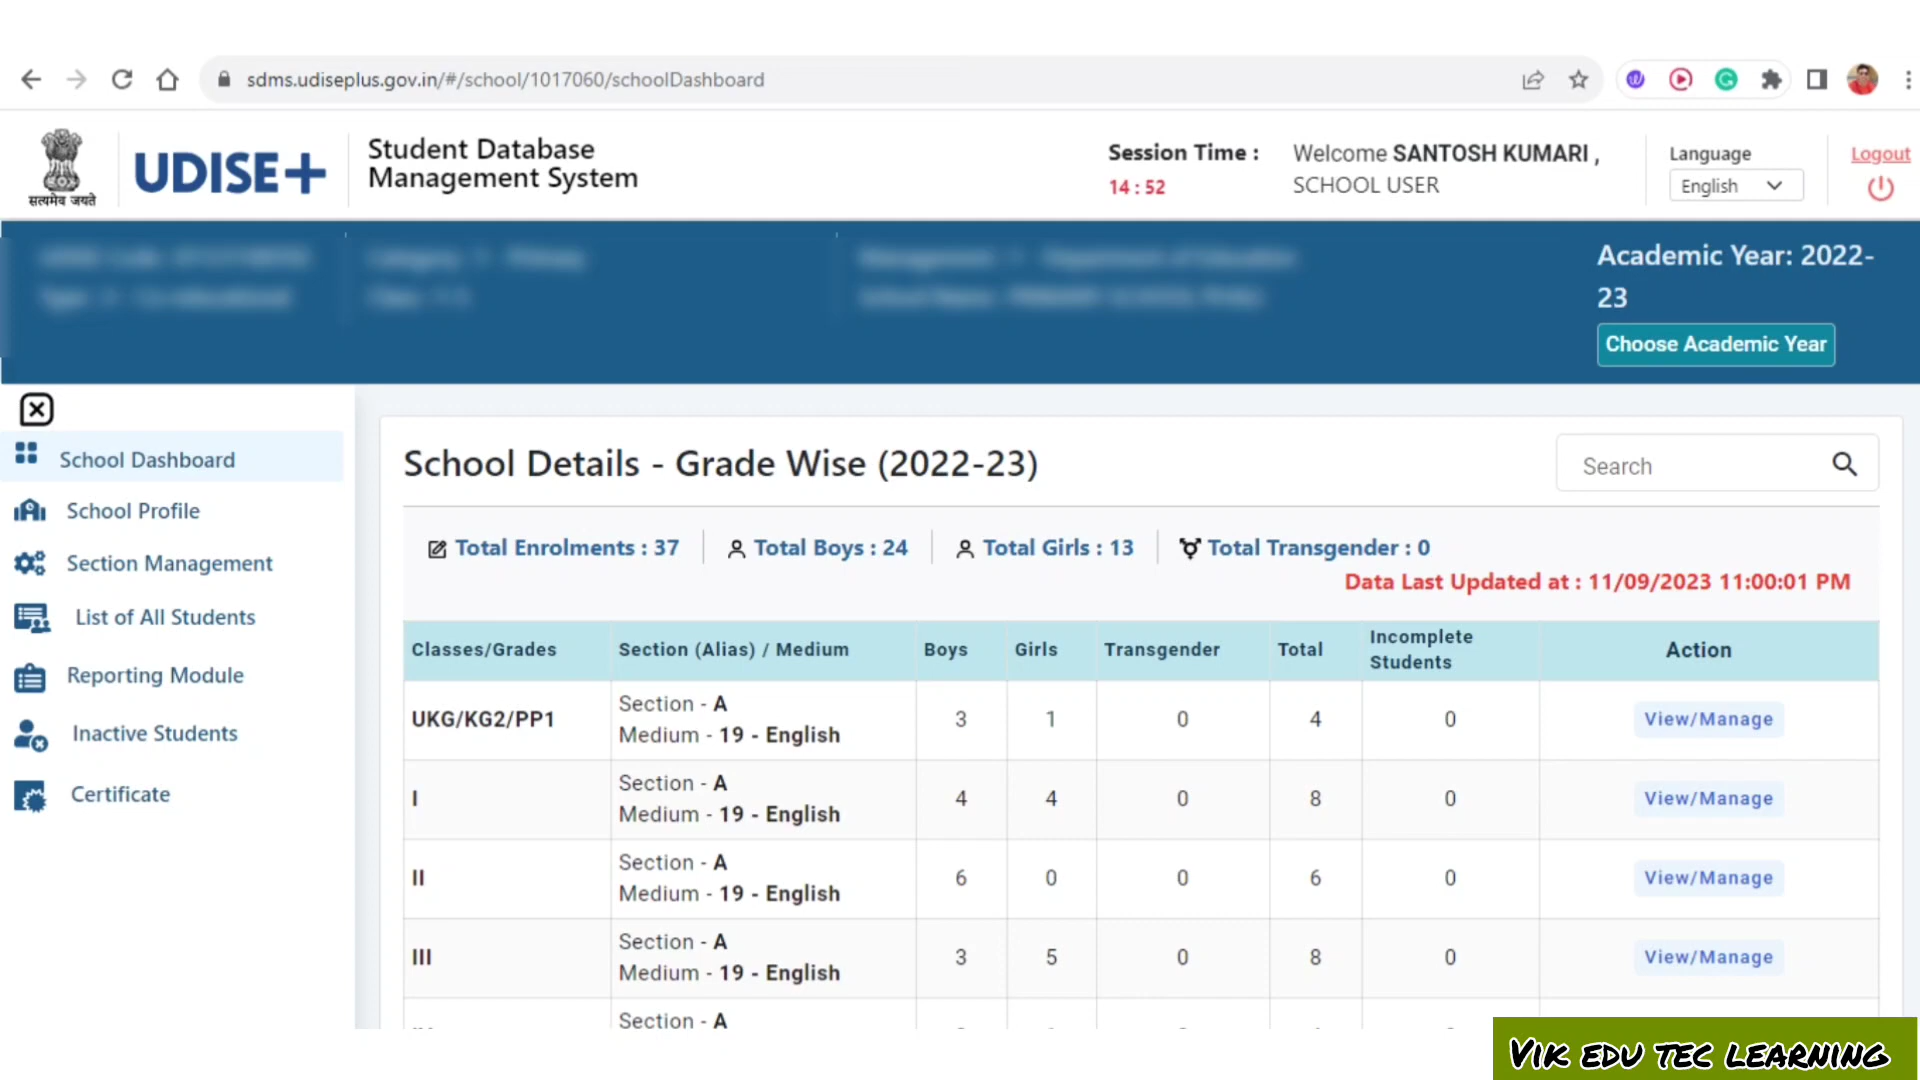 sdms.udiseplus.gov.in/#/school/1017060/schoolDashboard
सत्यमेव जयते
UDISE+
Student Database
Management System
Session Time :
14 : 52
Welcome SANTOSH KUMARI ,
SCHOOL USER
Language
English
Logout
Academic Year: 2022-
23
Choose Academic Year
School Dashboard
School Profile
Section Management
List of All Students
Reporting Module
Inactive Students
Certificate
School Details - Grade Wise (2022-23)
Search
Total Enrolments : 37
Total Boys : 24
Total Girls : 13
Total Transgender : 0
Data Last Updated at : 11/09/2023 11:00:01 PM
Classes/Grades Section (Alias) / Medium Boys Girls Transgender Total Incomplete Students Action
UKG/KG2/PP1 Section - A 3 1 0 4 0 View/Manage
Medium - 19 - English
I Section - A 4 4 0 8 0 View/Manage
Medium - 19 - English
II Section - A 6 0 0 6 0 View/Manage
Medium - 19 - English
III Section - A 3 5 0 8 0 View/Manage
Medium - 19 - English
Section - A
VIK EDU TEC LEARNING